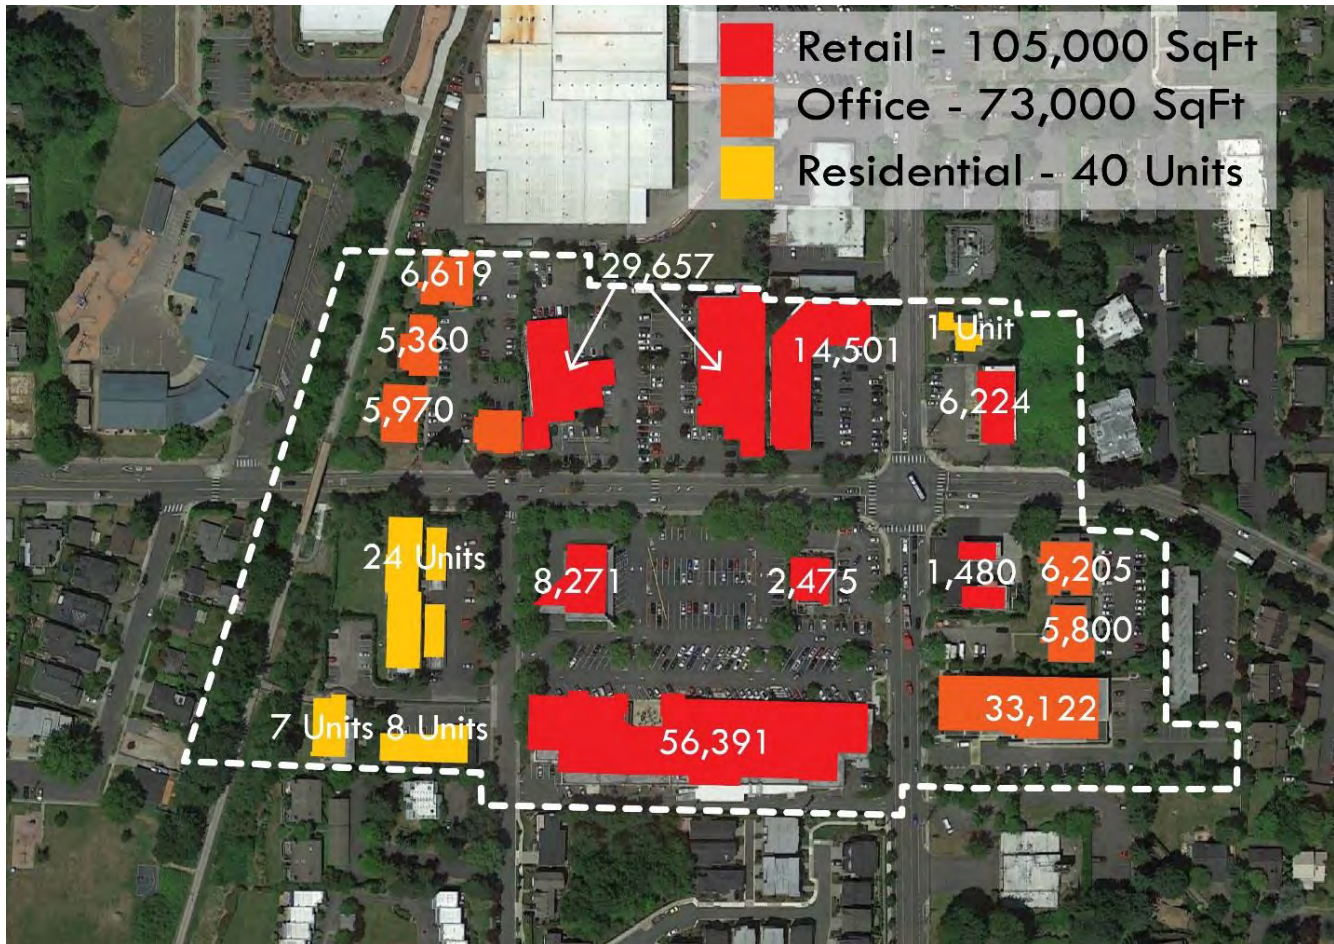 Retail - 105,000 SqFt
Office - 73,000 SqFt
Residential - 40 Units
6,619
29,657
5,360
1 Unit
14,501
5,970
6,224
24 Units
8,271
2,475
1,480
6,205
5,800
7 Units
8 Units
33,122
56,391